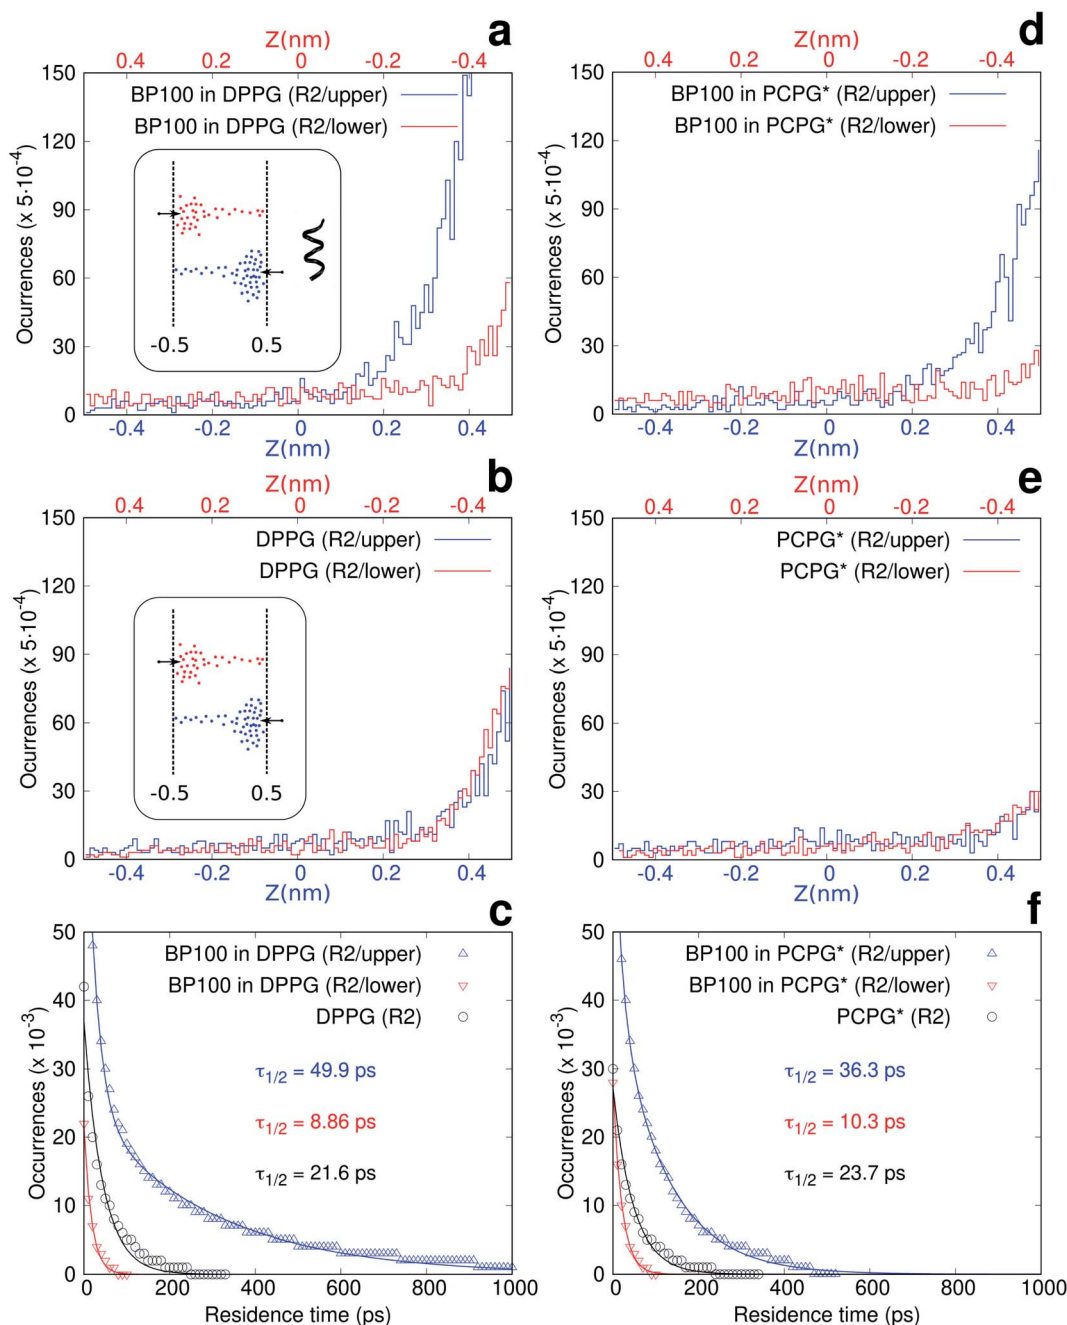 a
Z(nm)
0.4 0.2 0 -0.2 -0.4
150
120
90
60
30
0
Ocurrences (x 5·10-4)
BP100 in DPPG (R2/upper)
BP100 in DPPG (R2/lower)
-0.5 0.5
-0.4 -0.2 0 0.2 0.4
Z(nm)
d
Z(nm)
0.4 0.2 0 -0.2 -0.4
150
120
90
60
30
0
Ocurrences (x 5·10-4)
BP100 in PCPG* (R2/upper)
BP100 in PCPG* (R2/lower)
-0.4 -0.2 0 0.2 0.4
Z(nm)
b
Z(nm)
0.4 0.2 0 -0.2 -0.4
150
120
90
60
30
0
Ocurrences (x 5·10-4)
DPPG (R2/upper)
DPPG (R2/lower)
-0.5 0.5
-0.4 -0.2 0 0.2 0.4
Z(nm)
e
Z(nm)
0.4 0.2 0 -0.2 -0.4
150
120
90
60
30
0
Ocurrences (x 5·10-4)
PCPG* (R2/upper)
PCPG* (R2/lower)
-0.4 -0.2 0 0.2 0.4
Z(nm)
c
50
40
30
20
10
0
Occurrences (x 10-3)
BP100 in DPPG (R2/upper)
BP100 in DPPG (R2/lower)
DPPG (R2)
τ1/2 = 49.9 ps
τ1/2 = 8.86 ps
τ1/2 = 21.6 ps
0 200 400 600 800 1000
Residence time (ps)
f
50
40
30
20
10
0
Occurrences (x 10-3)
BP100 in PCPG* (R2/upper)
BP100 in PCPG* (R2/lower)
PCPG* (R2)
τ1/2 = 36.3 ps
τ1/2 = 10.3 ps
τ1/2 = 23.7 ps
0 200 400 600 800 1000
Residence time (ps)